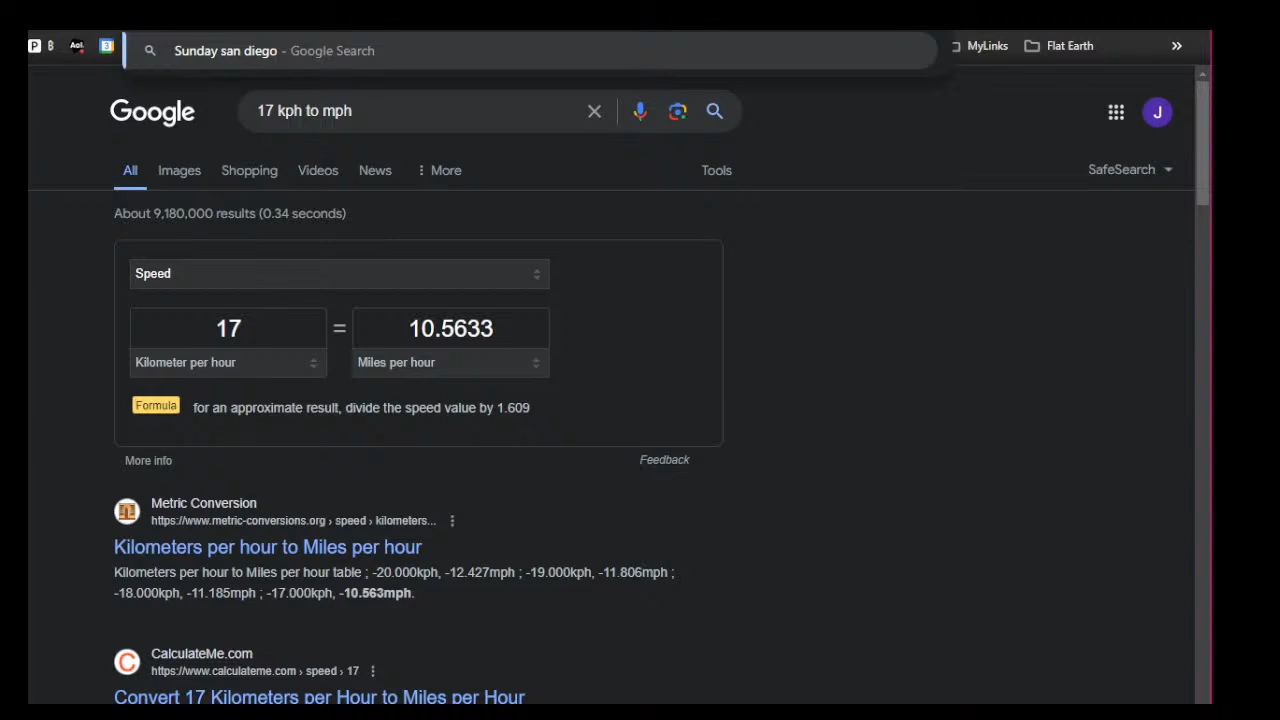 P
Aol.
3
Sunday san diego - Google Search
MyLinks
Flat Earth
»
Google
17 kph to mph
J
All
Images
Shopping
Videos
News
More
Tools
SafeSearch
About 9,180,000 results (0.34 seconds)
Speed
17 = 10.5633
Kilometer per hour
Miles per hour
Formula for an approximate result, divide the speed value by 1.609
More info
Feedback
Metric Conversion
https://www.metric-conversions.org › speed › kilometers...
Kilometers per hour to Miles per hour
Kilometers per hour to Miles per hour table ; -20.000kph, -12.427mph ; -19.000kph, -11.806mph ;
-18.000kph, -11.185mph ; -17.000kph, -10.563mph.
C
CalculateMe.com
https://www.calculateme.com › speed › 17
Convert 17 Kilometers per Hour to Miles per Hour